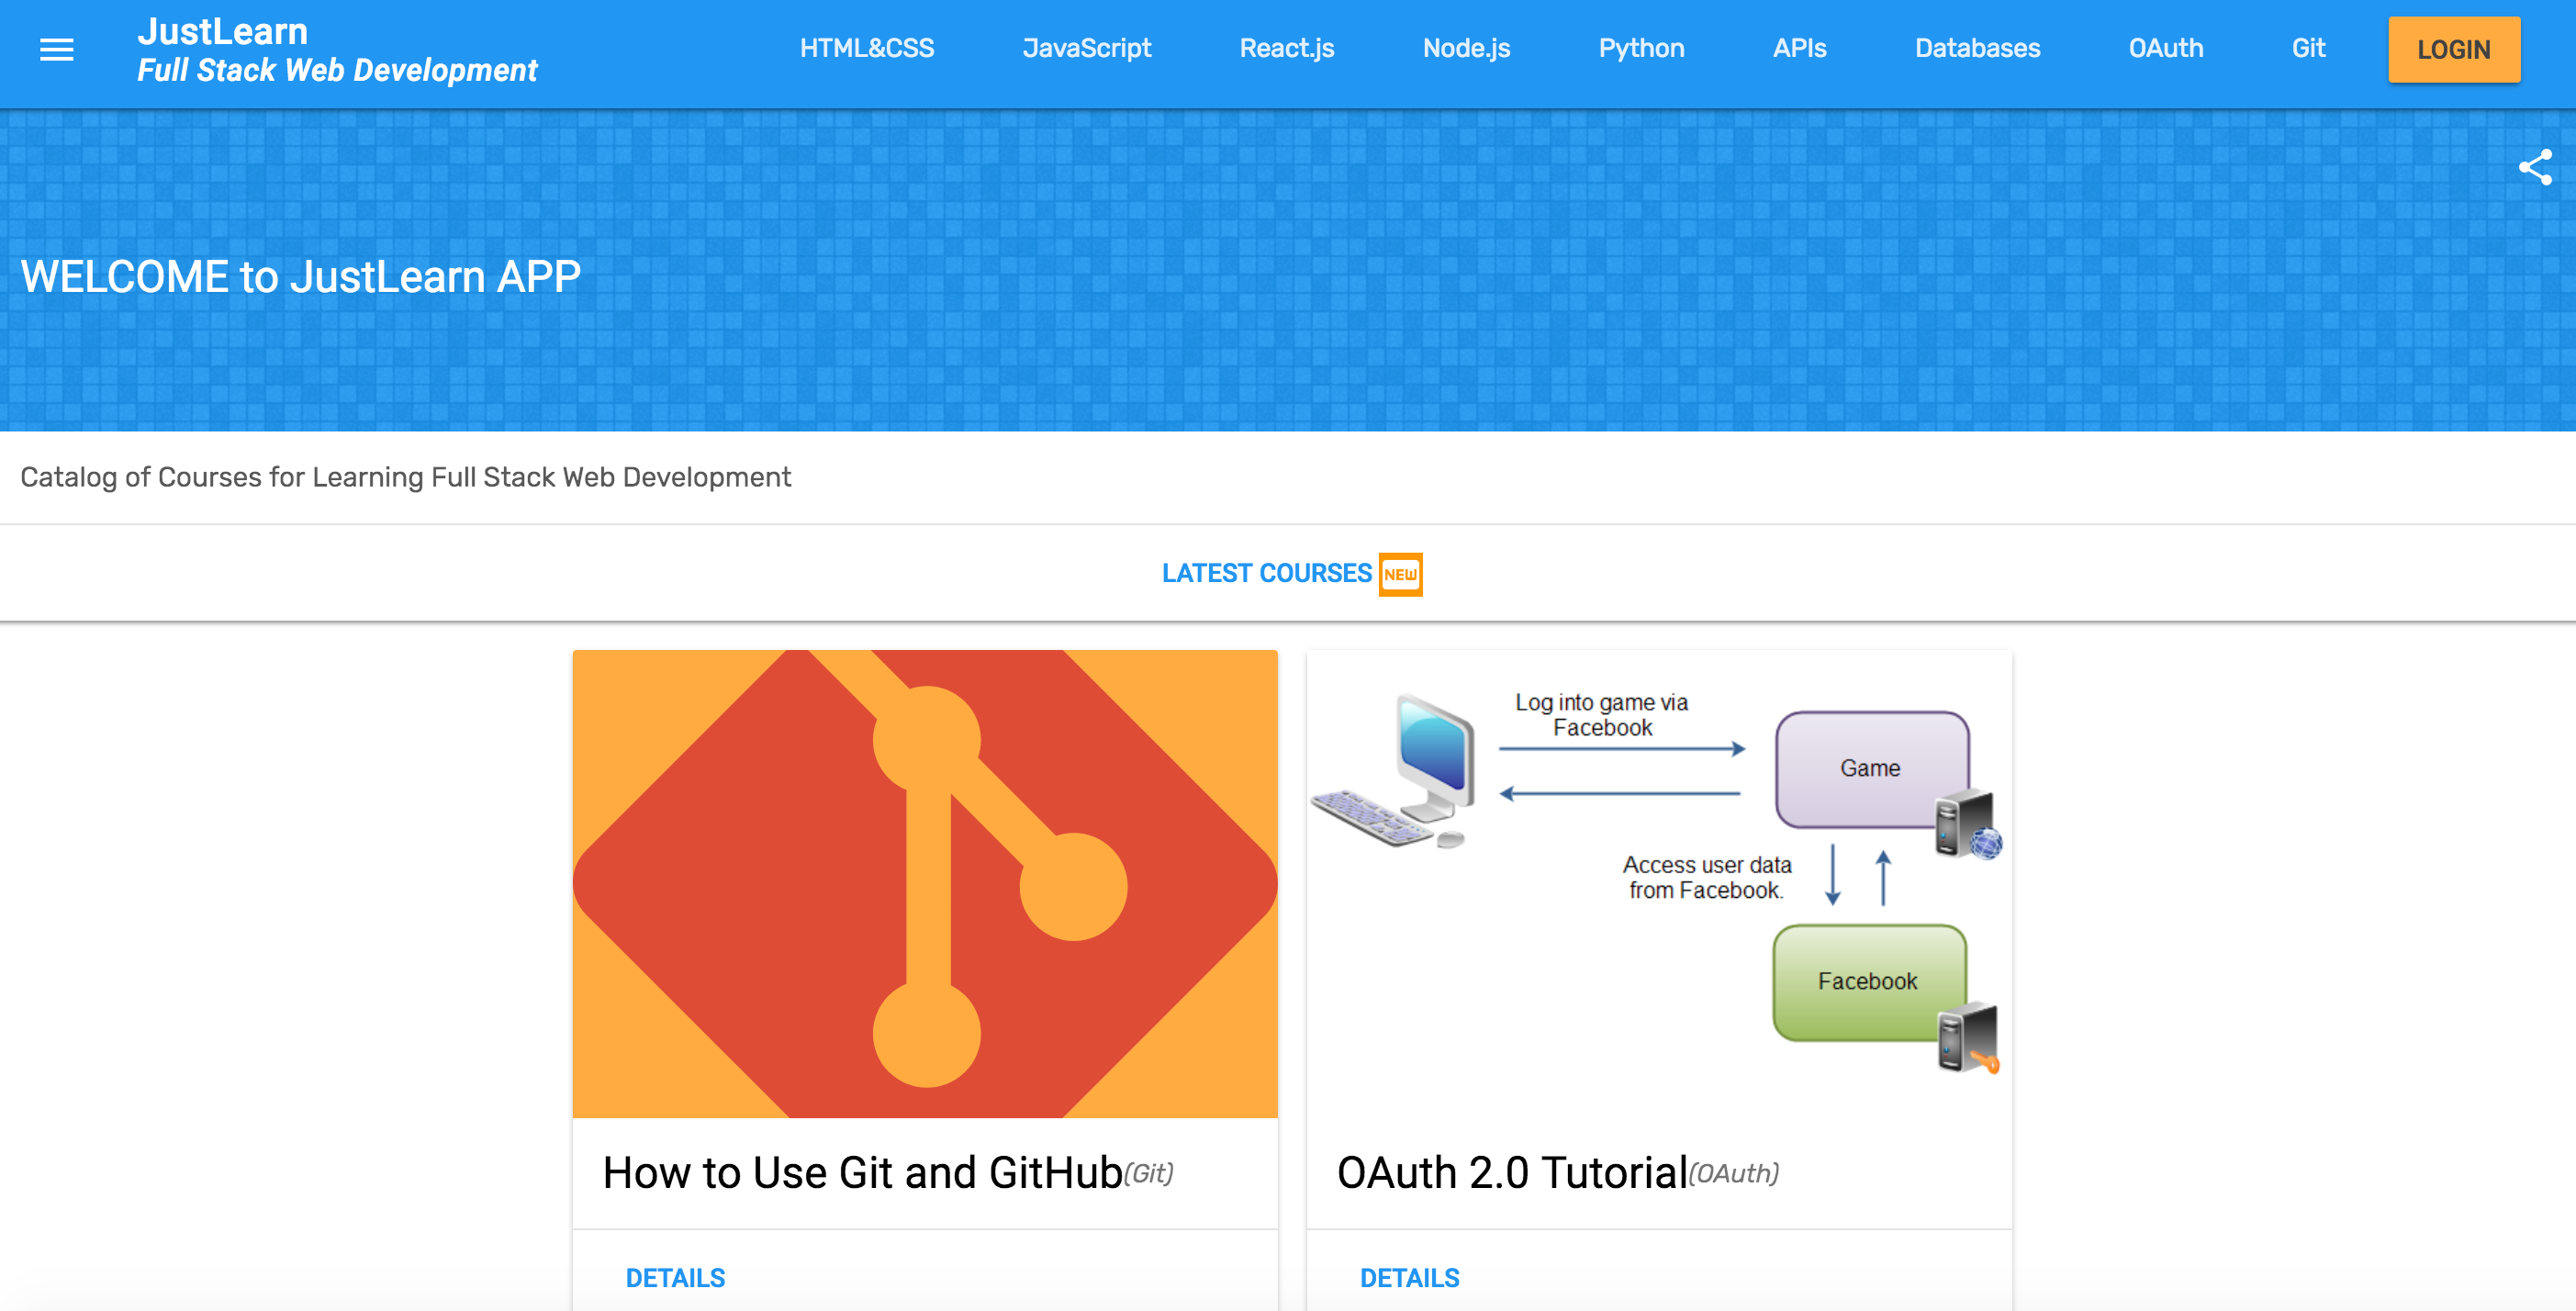 JustLearn
Full Stack Web Development
HTML&CSS JavaScript React.js Node.js Python APIs Databases OAuth Git LOGIN
WELCOME to JustLearn APP
Catalog of Courses for Learning Full Stack Web Development
LATEST COURSES NEW
Log into game via
Facebook
Game
Access user data
from Facebook.
Facebook
How to Use Git and GitHub(Git)
DETAILS
OAuth 2.0 Tutorial(OAuth)
DETAILS